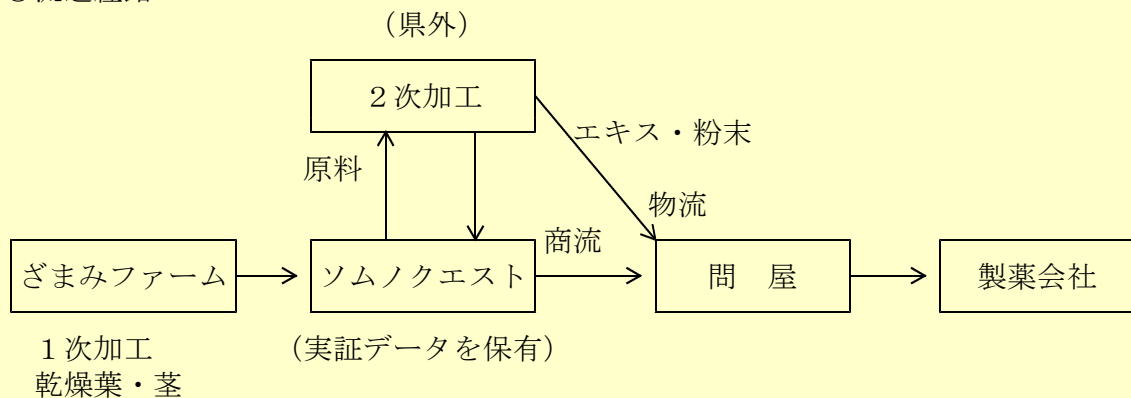 （県外）
２次加工
エキス・粉末
原料
物流
商流
ざまみファーム
ソムノクエスト
問　屋
製薬会社
１次加工
（実証データを保有）
乾燥葉・茎